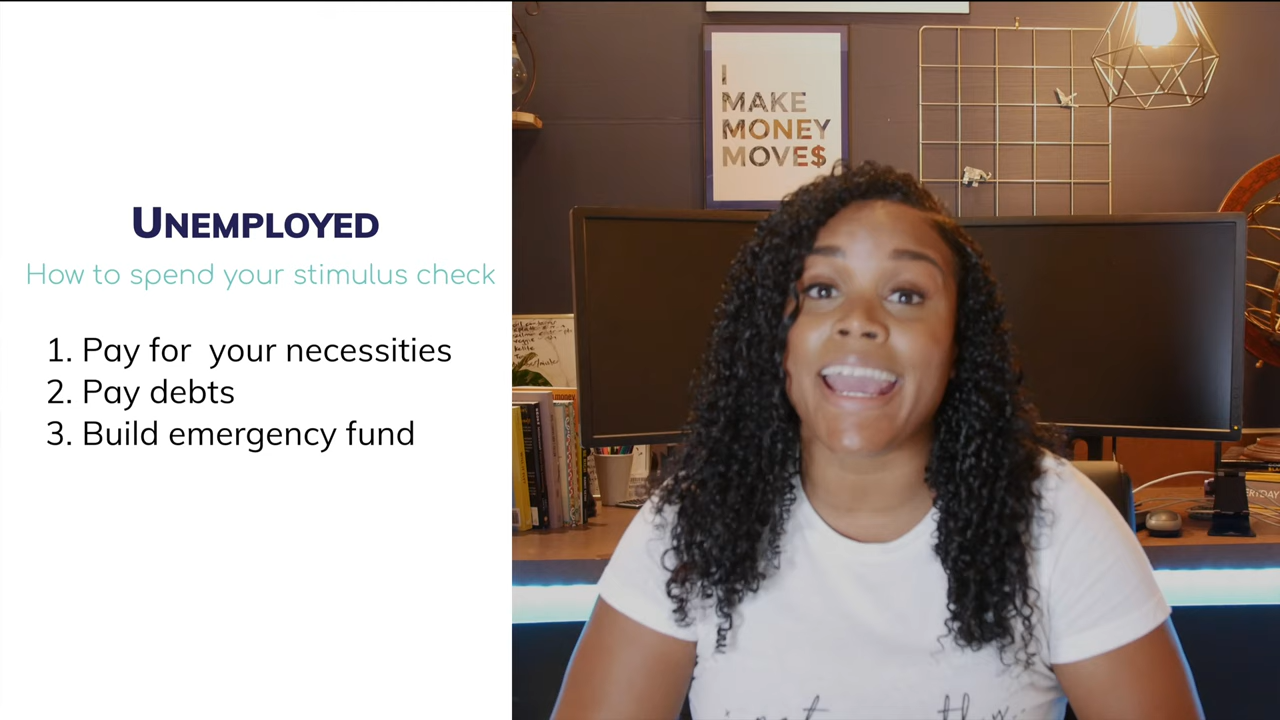 UNEMPLOYED
How to spend your stimulus check
1. Pay for  your necessities
2. Pay debts
3. Build emergency fund
I
MAKE
MONEY
MOVE$
money